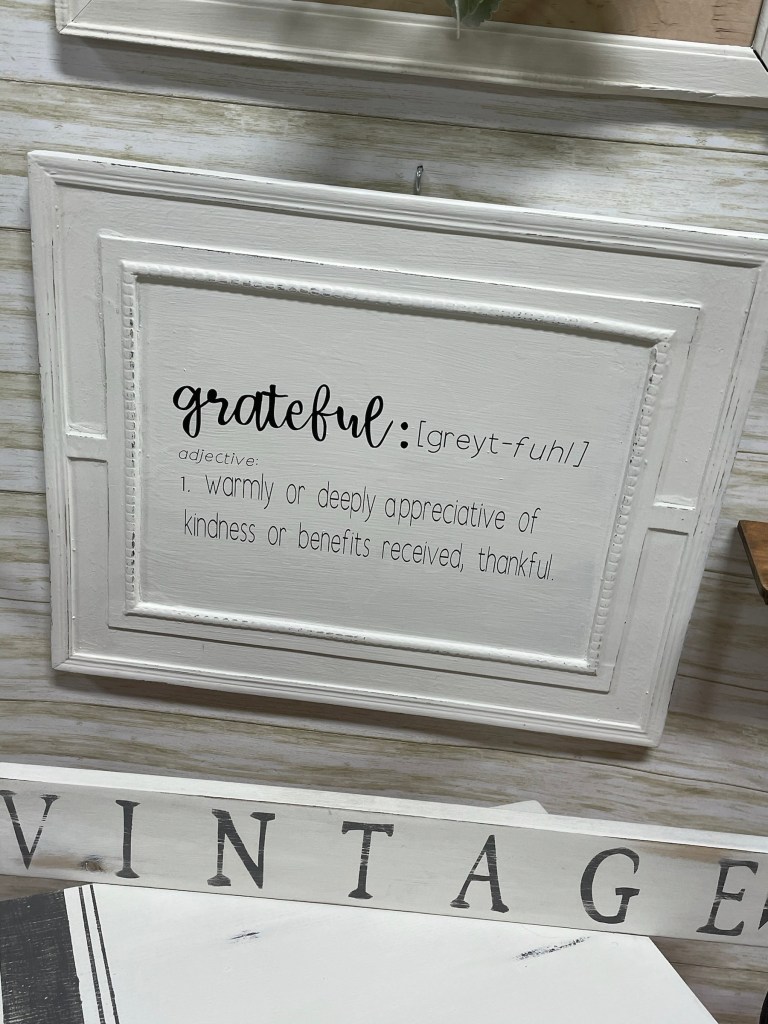 grateful: [greyt-fuhl]
adjective:
1. warmly or deeply appreciative of
kindness or benefits received, thankful.
VINTAGE